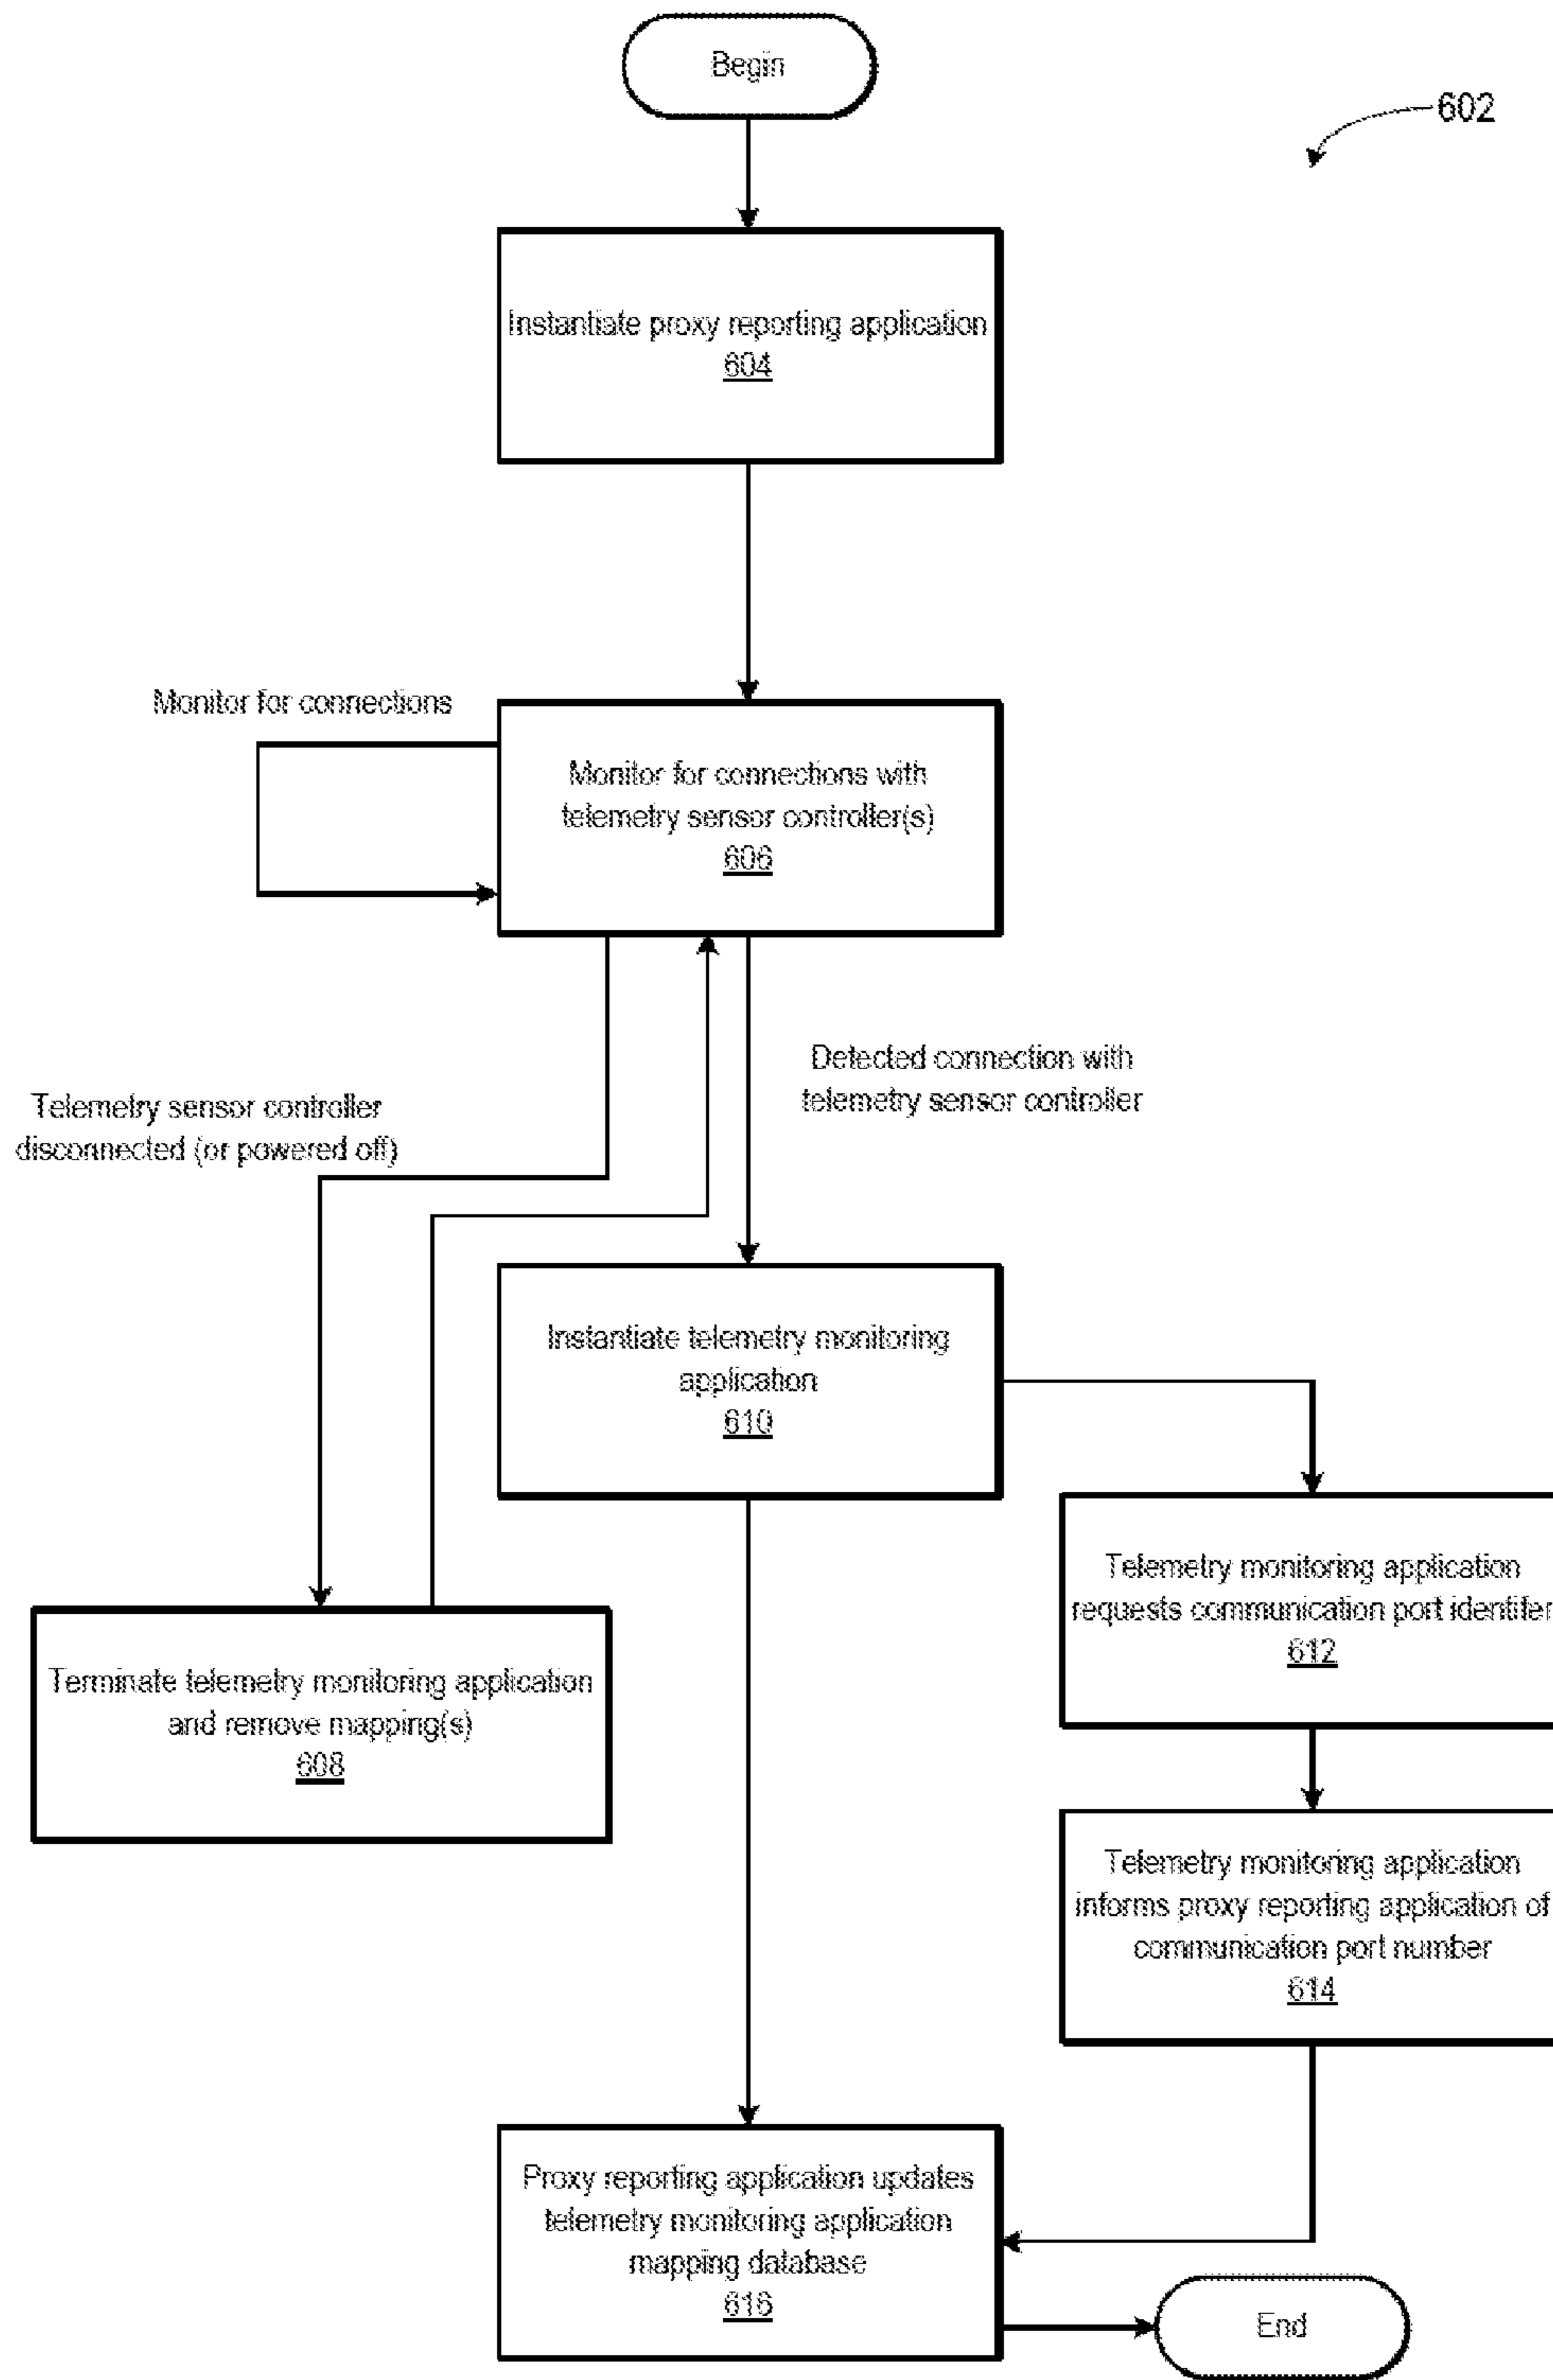 Begin
602
Instantiate proxy reporting application
604
Monitor for connections
Monitor for connections with
telemetry sensor controller(s)
606
Detected connection with
telemetry sensor controller
Telemetry sensor controller
disconnected (or powered off)
Instantiate telemetry monitoring
application
610
Telemetry monitoring application
requests communication port identifer
612
Terminate telemetry monitoring application
and remove mapping(s)
608
Telemetry monitoring application
informs proxy reporting application of
communication port number
614
Proxy reporting application updates
telemetry monitoring application
mapping database
616
End